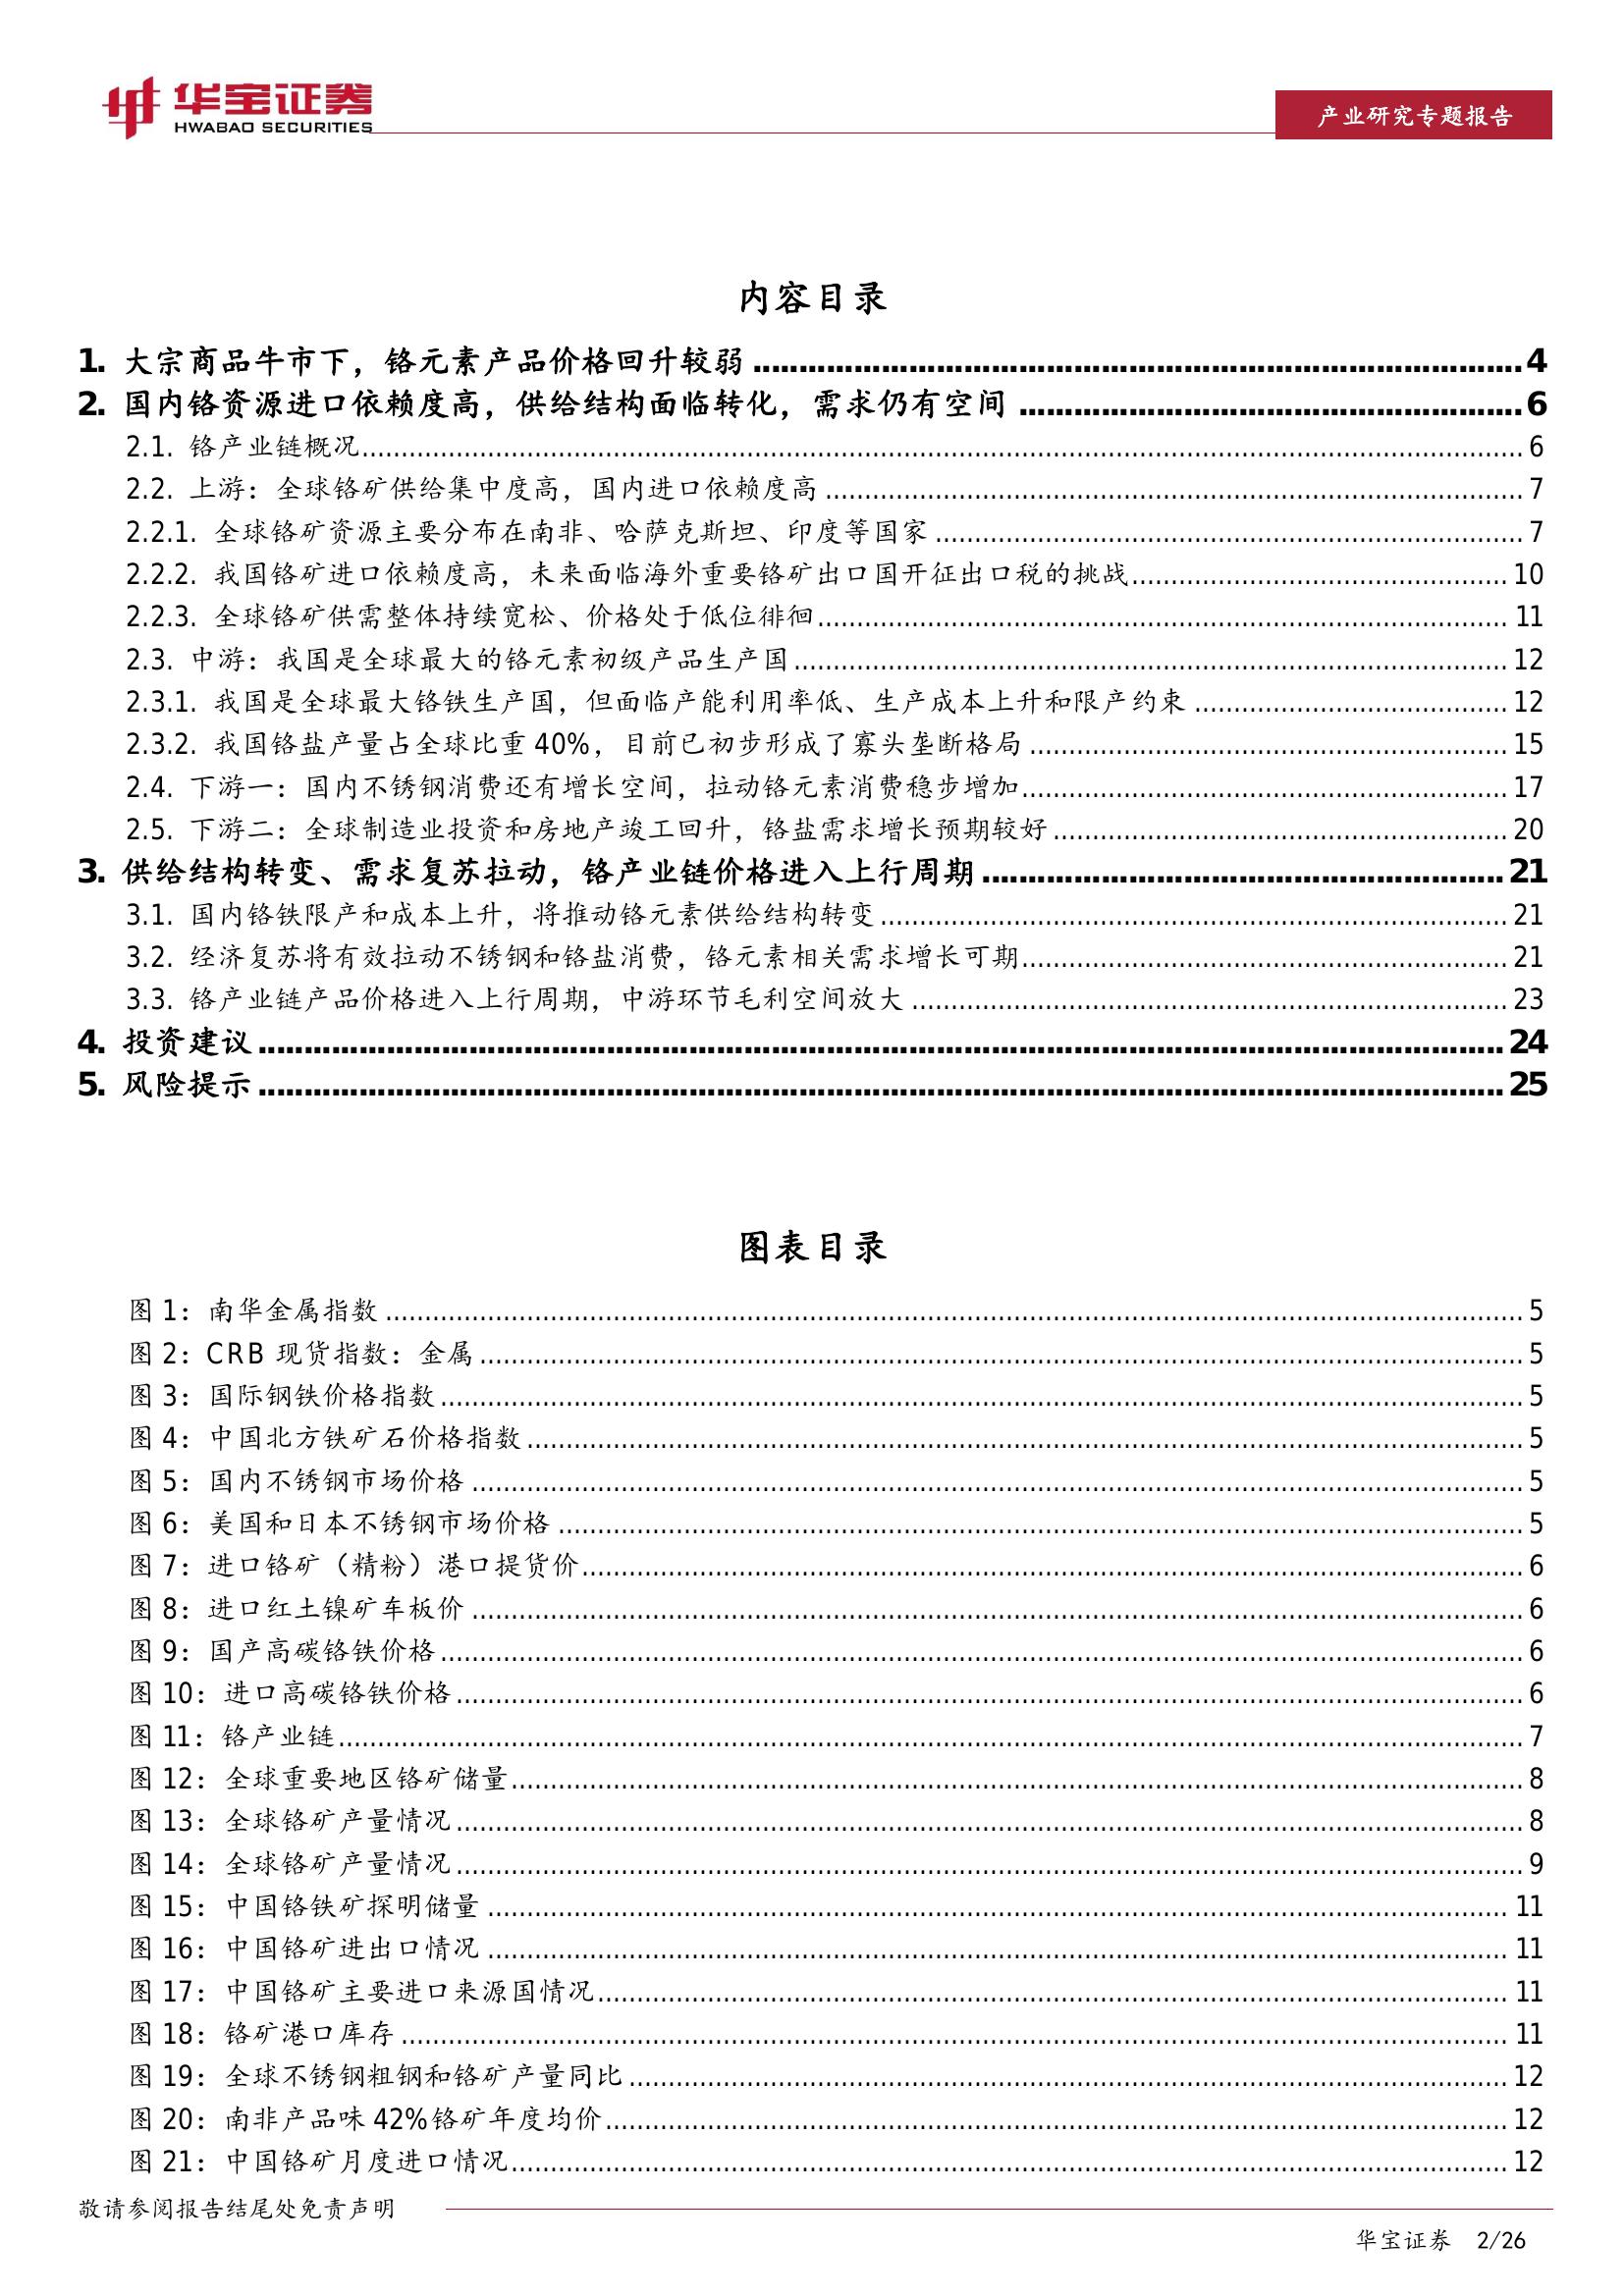 华宝证券
HWABAO SECURITIES
产业研究专题报告
内容目录
1. 大宗商品牛市下，铬元素产品价格回升较弱 4
2. 国内铬资源进口依赖度高，供给结构面临转化，需求仍有空间 6
2.1. 铬产业链概况 6
2.2. 上游：全球铬矿供给集中度高，国内进口依赖度高 7
2.2.1. 全球铬矿资源主要分布在南非、哈萨克斯坦、印度等国家 7
2.2.2. 我国铬矿进口依赖度高，未来面临海外重要铬矿出口国开征出口税的挑战 10
2.2.3. 全球铬矿供需整体持续宽松、价格处于低位徘徊 11
2.3. 中游：我国是全球最大的铬元素初级产品生产国 12
2.3.1. 我国是全球最大铬铁生产国，但面临产能利用率低、生产成本上升和限产约束 12
2.3.2. 我国铬盐产量占全球比重 40%，目前已初步形成了寡头垄断格局 15
2.4. 下游一：国内不锈钢消费还有增长空间，拉动铬元素消费稳步增加 17
2.5. 下游二：全球制造业投资和房地产竣工回升，铬盐需求增长预期较好 20
3. 供给结构转变、需求复苏拉动，铬产业链价格进入上行周期 21
3.1. 国内铬铁限产和成本上升，将推动铬元素供给结构转变 21
3.2. 经济复苏将有效拉动不锈钢和铬盐消费，铬元素相关需求增长可期 21
3.3. 铬产业链产品价格进入上行周期，中游环节毛利空间放大 23
4. 投资建议 24
5. 风险提示 25
图表目录
图 1：南华金属指数 5
图 2：CRB 现货指数：金属 5
图 3：国际钢铁价格指数 5
图 4：中国北方铁矿石价格指数 5
图 5：国内不锈钢市场价格 5
图 6：美国和日本不锈钢市场价格 5
图 7：进口铬矿（精粉）港口提货价 6
图 8：进口红土镍矿车板价 6
图 9：国产高碳铬铁价格 6
图 10：进口高碳铬铁价格 6
图 11：铬产业链 7
图 12：全球重要地区铬矿储量 8
图 13：全球铬矿产量情况 8
图 14：全球铬矿产量情况 9
图 15：中国铬铁矿探明储量 11
图 16：中国铬矿进出口情况 11
图 17：中国铬矿主要进口来源国情况 11
图 18：铬矿港口库存 11
图 19：全球不锈钢粗钢和铬矿产量同比 12
图 20：南非产品味 42%铬矿年度均价 12
图 21：中国铬矿月度进口情况 12
敬请参阅报告结尾处免责声明
华宝证券 2/26